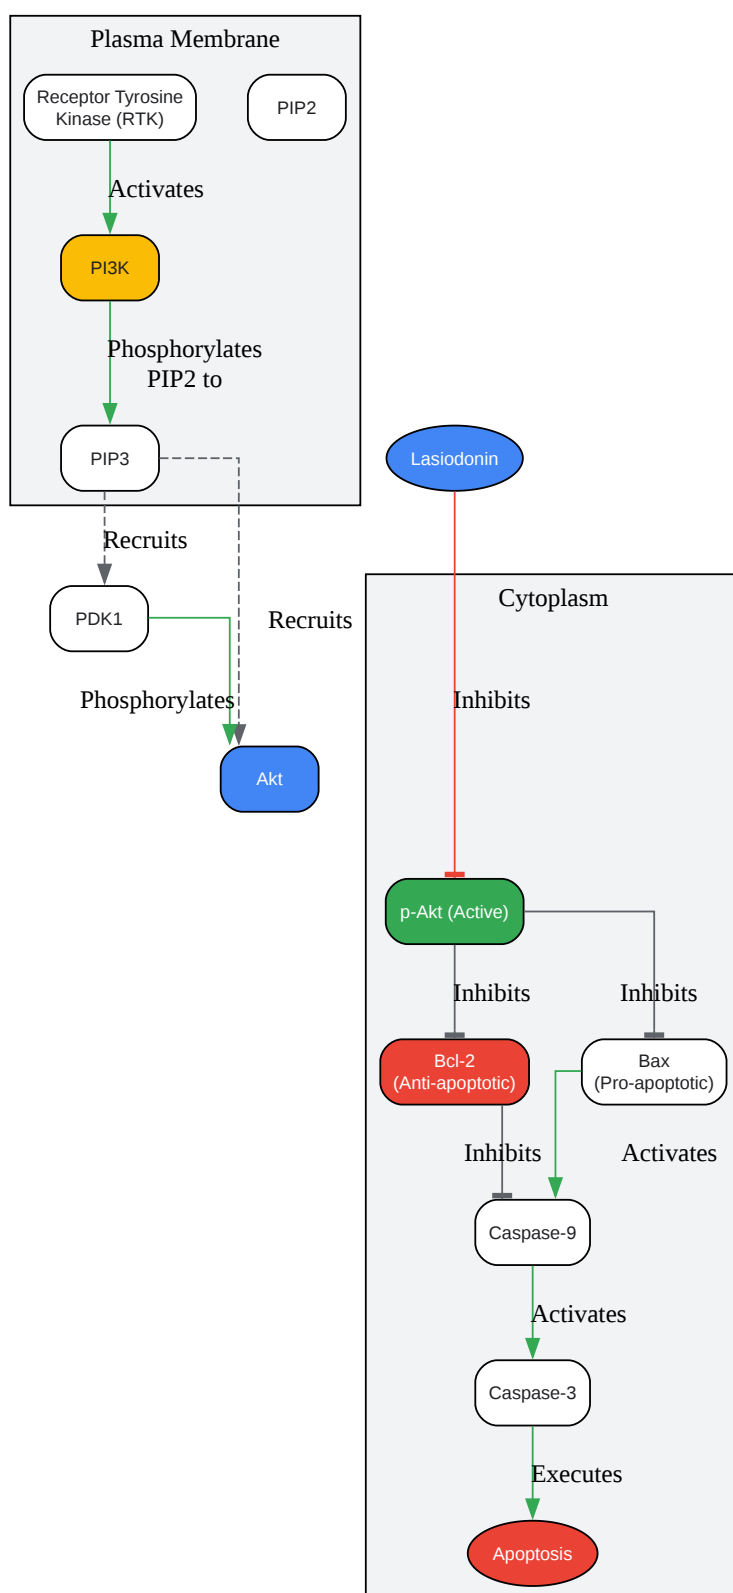 Plasma Membrane
Receptor Tyrosine
Kinase (RTK)
PIP2
Activates
PI3K
Phosphorylates
PIP2 to
PIP3
Lasiodonin
Recruits
Cytoplasm
PDK1
Recruits
Phosphorylates
Inhibits
Akt
p-Akt (Active)
Inhibits
Inhibits
Bcl-2
(Anti-apoptotic)
Bax
(Pro-apoptotic)
Inhibits
Activates
Caspase-9
Activates
Caspase-3
Executes
Apoptosis